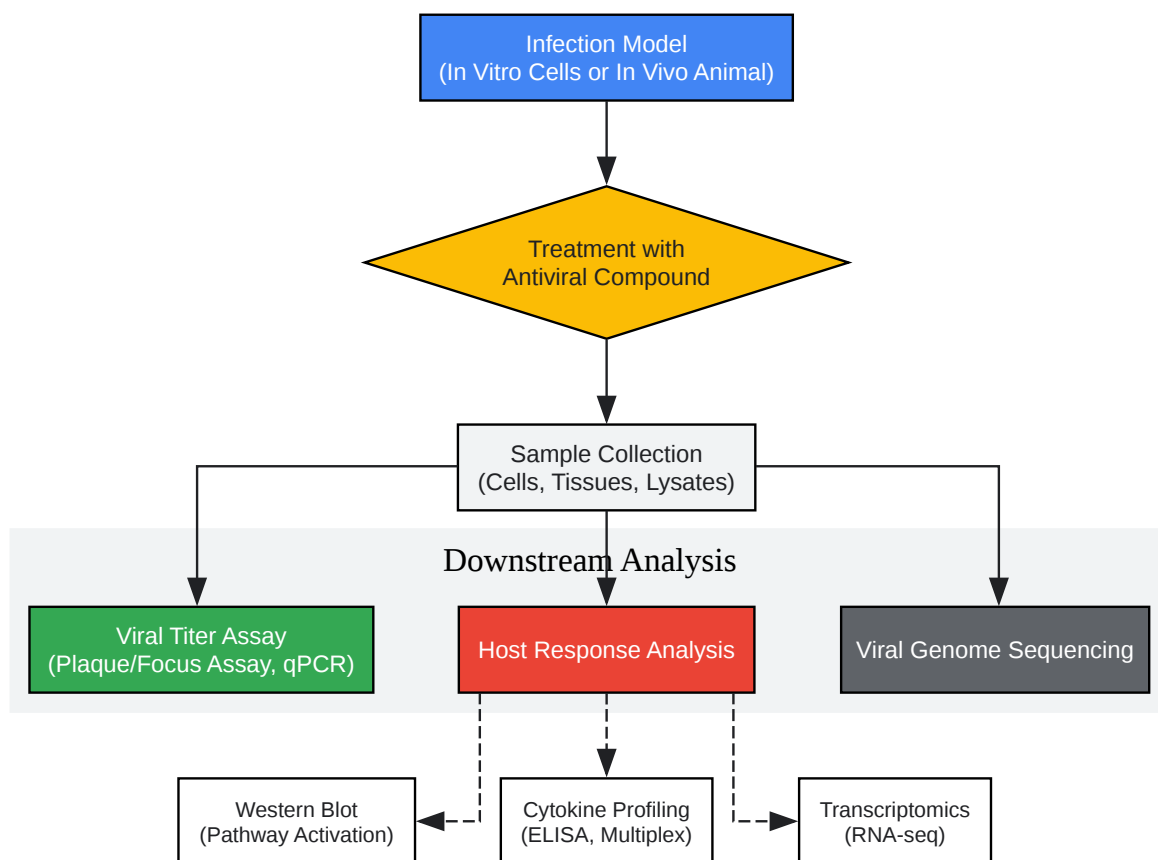 Infection Model
(In Vitro Cells or In Vivo Animal)
Treatment with
Antiviral Compound
Sample Collection
(Cells, Tissues, Lysates)
Downstream Analysis
Viral Titer Assay
(Plaque/Focus Assay, qPCR)
Host Response Analysis
Viral Genome Sequencing
Western Blot
(Pathway Activation)
Cytokine Profiling
(ELISA, Multiplex)
Transcriptomics
(RNA-seq)